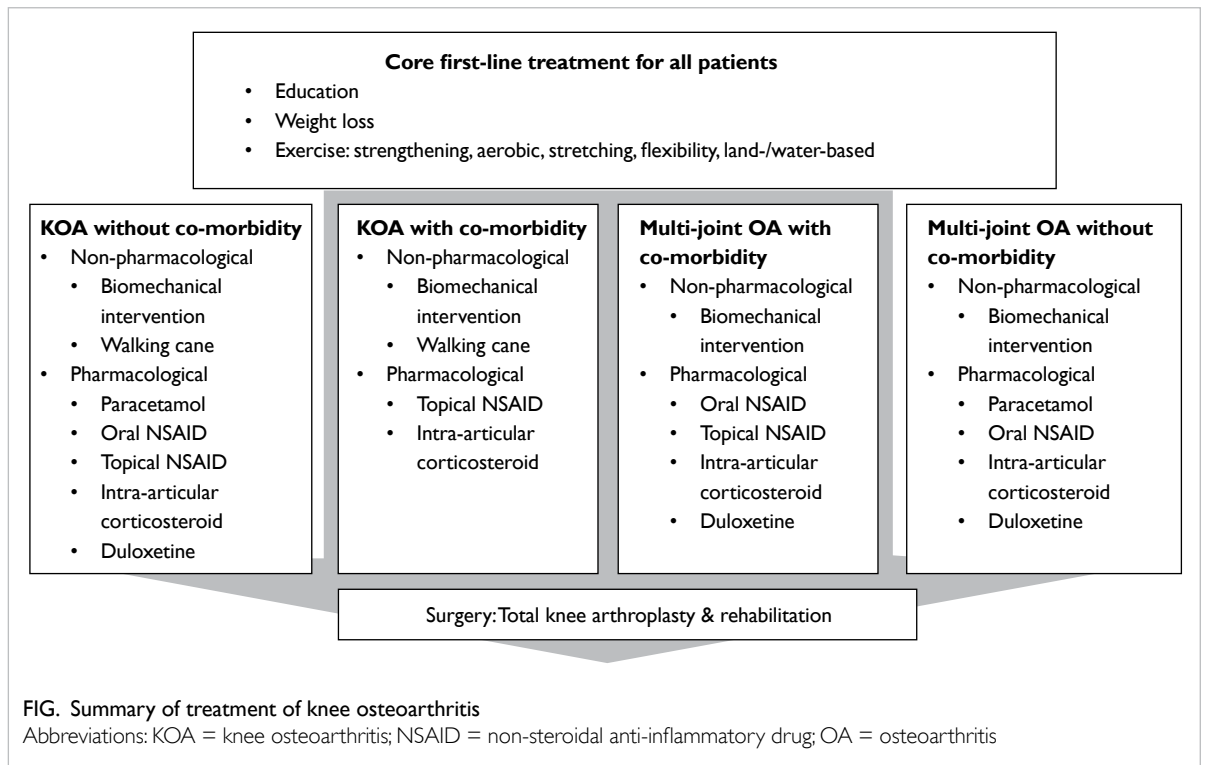 Core first-line treatment for all patients
• Education
• Weight loss
• Exercise: strengthening, aerobic, stretching, flexibility, land-/water-based
KOA without co-morbidity
• Non-pharmacological
• Biomechanical
intervention
• Walking cane
• Pharmacological
• Paracetamol
• Oral NSAID
• Topical NSAID
• Intra-articular
corticosteroid
• Duloxetine
KOA with co-morbidity
• Non-pharmacological
• Biomechanical
intervention
• Walking cane
• Pharmacological
• Topical NSAID
• Intra-articular
corticosteroid
Multi-joint OA with
co-morbidity
• Non-pharmacological
• Biomechanical
intervention
• Pharmacological
• Oral NSAID
• Topical NSAID
• Intra-articular
corticosteroid
• Duloxetine
Multi-joint OA without
co-morbidity
• Non-pharmacological
• Biomechanical
intervention
• Pharmacological
• Paracetamol
• Oral NSAID
• Intra-articular
corticosteroid
• Duloxetine
Surgery: Total knee arthroplasty & rehabilitation
FIG. Summary of treatment of knee osteoarthritis
Abbreviations: KOA = knee osteoarthritis; NSAID = non-steroidal anti-inflammatory drug; OA = osteoarthritis